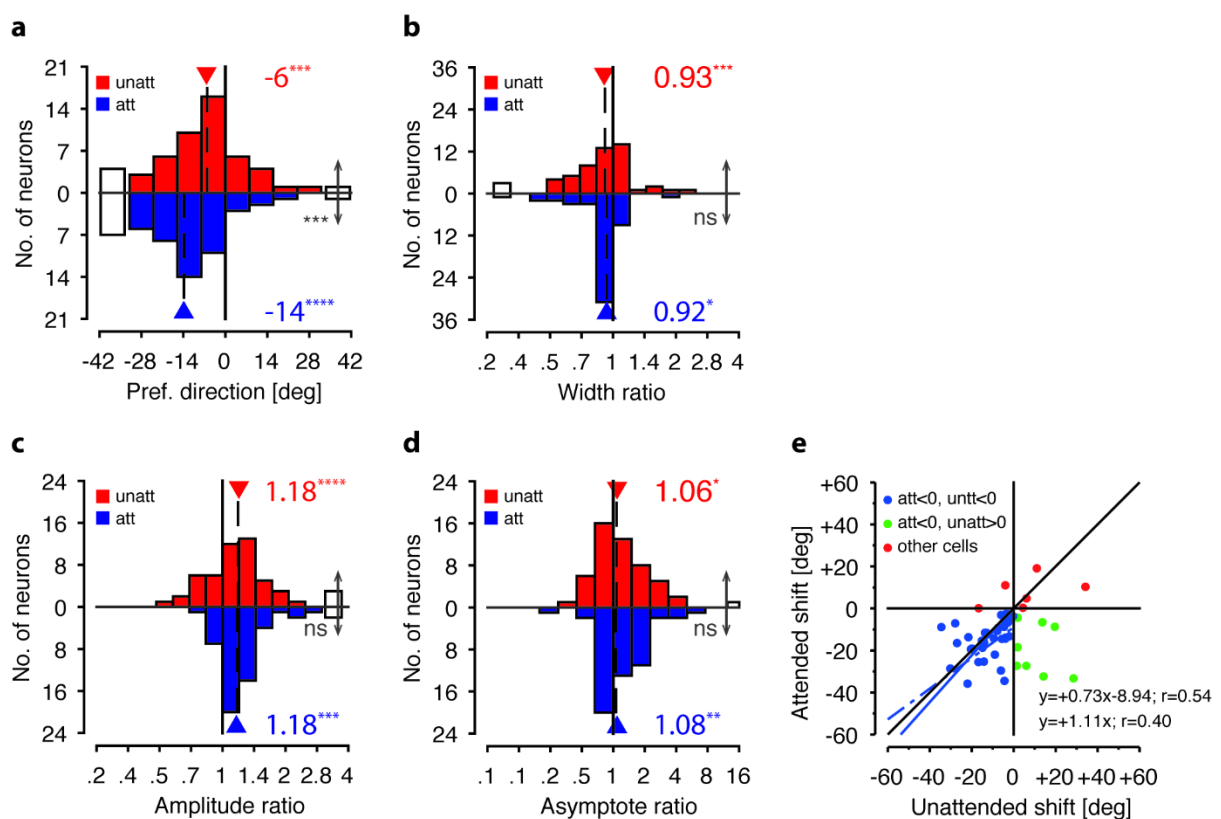 a
21
14
7
0
7
14
21
No. of neurons
unatt
att
-6***
***
-14****
-42 -28 -14 0 14 28 42
Pref. direction [deg]
b
36
24
14
0
12
24
36
No. of neurons
unatt
att
0.93***
ns
0.92*
.2 .4 .5 .7 1 1.4 2 2.8 4
Width ratio
c
24
16
8
0
8
16
24
No. of neurons
unatt
att
1.18****
ns
1.18***
.2 .4 .5 .7 1 1.4 2 2.8 4
Amplitude ratio
d
24
16
8
0
8
16
24
No. of neurons
unatt
att
1.06*
ns
1.08**
.1 .1 .2 .5 1 2 4 8 16
Asymptote ratio
e
+60
+40
+20
0
-20
-40
-60
Attended shift [deg]
att<0, untt<0
att<0, unatt>0
other cells
y=+0.73x-8.94; r=0.54
y=+1.11x; r=0.40
-60 -40 -20 0 +20 +40 +60
Unattended shift [deg]